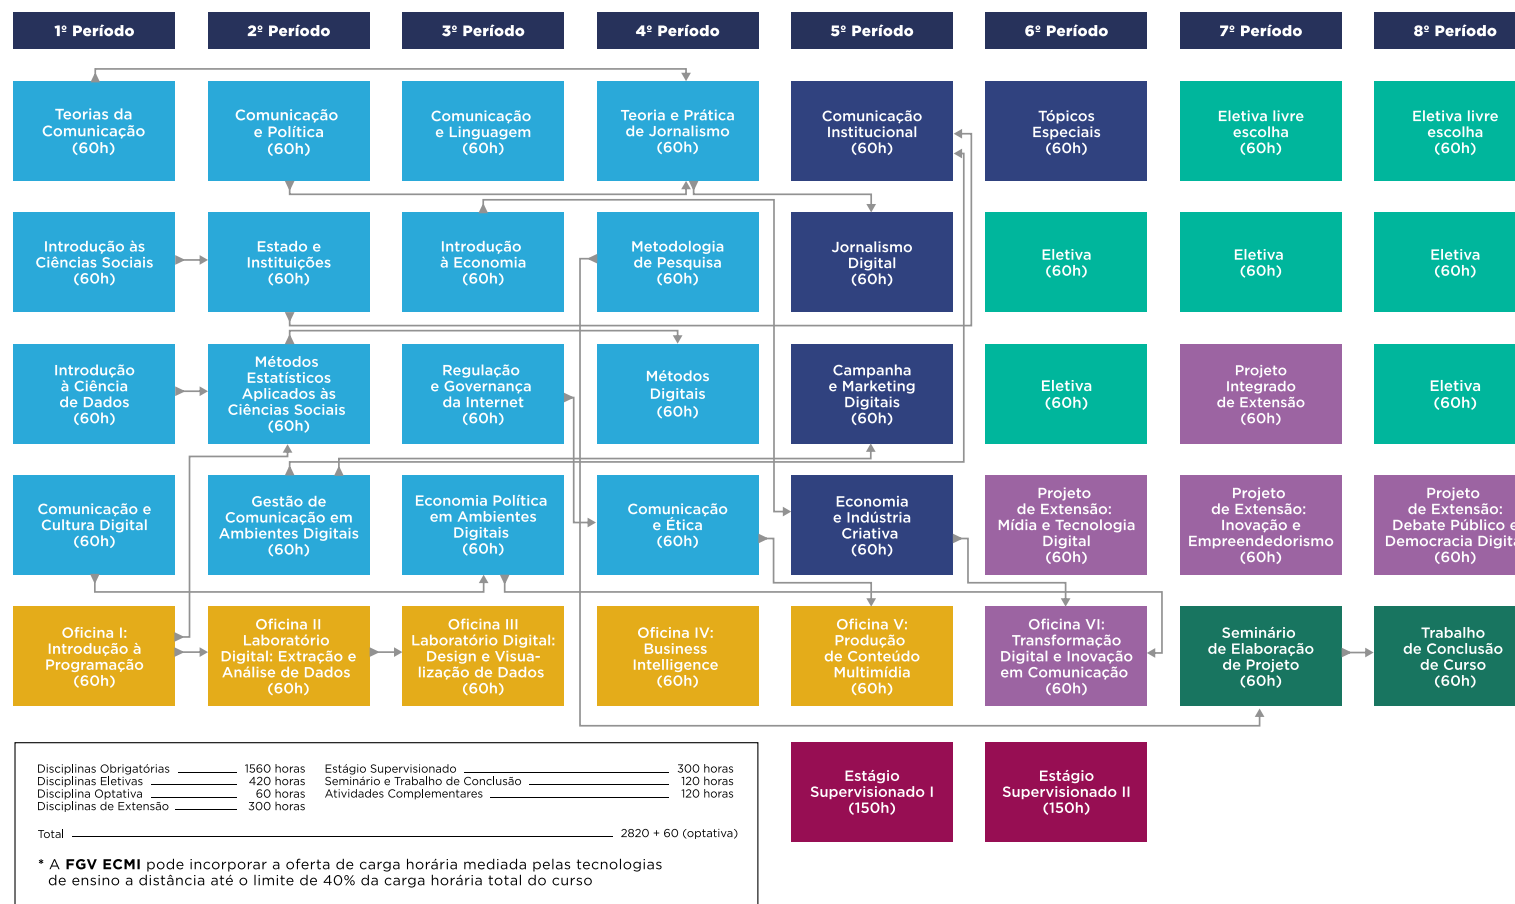 1º Período
2º Período
3º Período
4º Período
5º Período
6º Período
7º Período
8º Período
Teorias da
Comunicação
(60h)
Comunicação
e Política
(60h)
Comunicação
e Linguagem
(60h)
Teoria e Prática
de Jornalismo
(60h)
Comunicação
Institucional
(60h)
Tópicos
Especiais
(60h)
Eletiva livre
escolha
(60h)
Eletiva livre
escolha
(60h)
Introdução às
Ciências Sociais
(60h)
Estado e
Instituições
(60h)
Introdução
à Economia
(60h)
Metodologia
de Pesquisa
(60h)
Jornalismo
Digital
(60h)
Eletiva
(60h)
Eletiva
(60h)
Eletiva
(60h)
Introdução
à Ciência
de Dados
(60h)
Métodos
Estatísticos
Aplicados às
Ciências Sociais
(60h)
Regulação
e Governança
da Internet
(60h)
Métodos
Digitais
(60h)
Campanha
e Marketing
Digitais
(60h)
Eletiva
(60h)
Projeto
Integrado
de Extensão
(60h)
Eletiva
(60h)
Comunicação e
Cultura Digital
(60h)
Gestão de
Comunicação em
Ambientes Digitais
(60h)
Economia Política
em Ambientes
Digitais
(60h)
Comunicação
e Ética
(60h)
Economia
e Indústria
Criativa
(60h)
Projeto
de Extensão:
Mídia e Tecnologia
Digital
(60h)
Projeto
de Extensão:
Inovação e
Empreendedorismo
(60h)
Projeto
de Extensão:
Debate Público e
Democracia Digita
(60h)
Oficina I:
Introdução à
Programação
(60h)
Oficina II
Laboratório
Digital: Extração e
Análise de Dados
(60h)
Oficina III
Laboratório Digital:
Design e Visua-
lização de Dados
(60h)
Oficina IV:
Business
Intelligence
(60h)
Oficina V:
Produção
de Conteúdo
Multimídia
(60h)
Oficina VI:
Transformação
Digital e Inovação
em Comunicação
(60h)
Seminário
de Elaboração
de Projeto
(60h)
Trabalho
de Conclusão
de Curso
(60h)
Estágio
Supervisionado I
(150h)
Estágio
Supervisionado II
(150h)
Disciplinas Obrigatórias 1560 horas
Disciplinas Eletivas 420 horas
Disciplina Optativa 60 horas
Disciplinas de Extensão 300 horas
Estágio Supervisionado 300 horas
Seminário e Trabalho de Conclusão 120 horas
Atividades Complementares 120 horas
Total 2820 + 60 (optativa)
* A FGV ECMI pode incorporar a oferta de carga horária mediada pelas tecnologias
de ensino a distância até o limite de 40% da carga horária total do curso